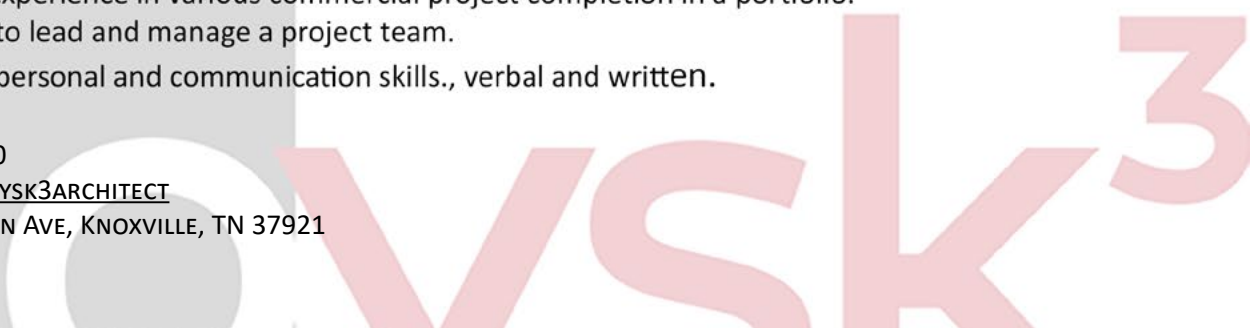 experience in various commercial project completion in a portfolio.
to lead and manage a project team.
personal and communication skills., verbal and written.
0
YSK3ARCHITECT
N AVE, KNOXVILLE, TN 37921
vsk³